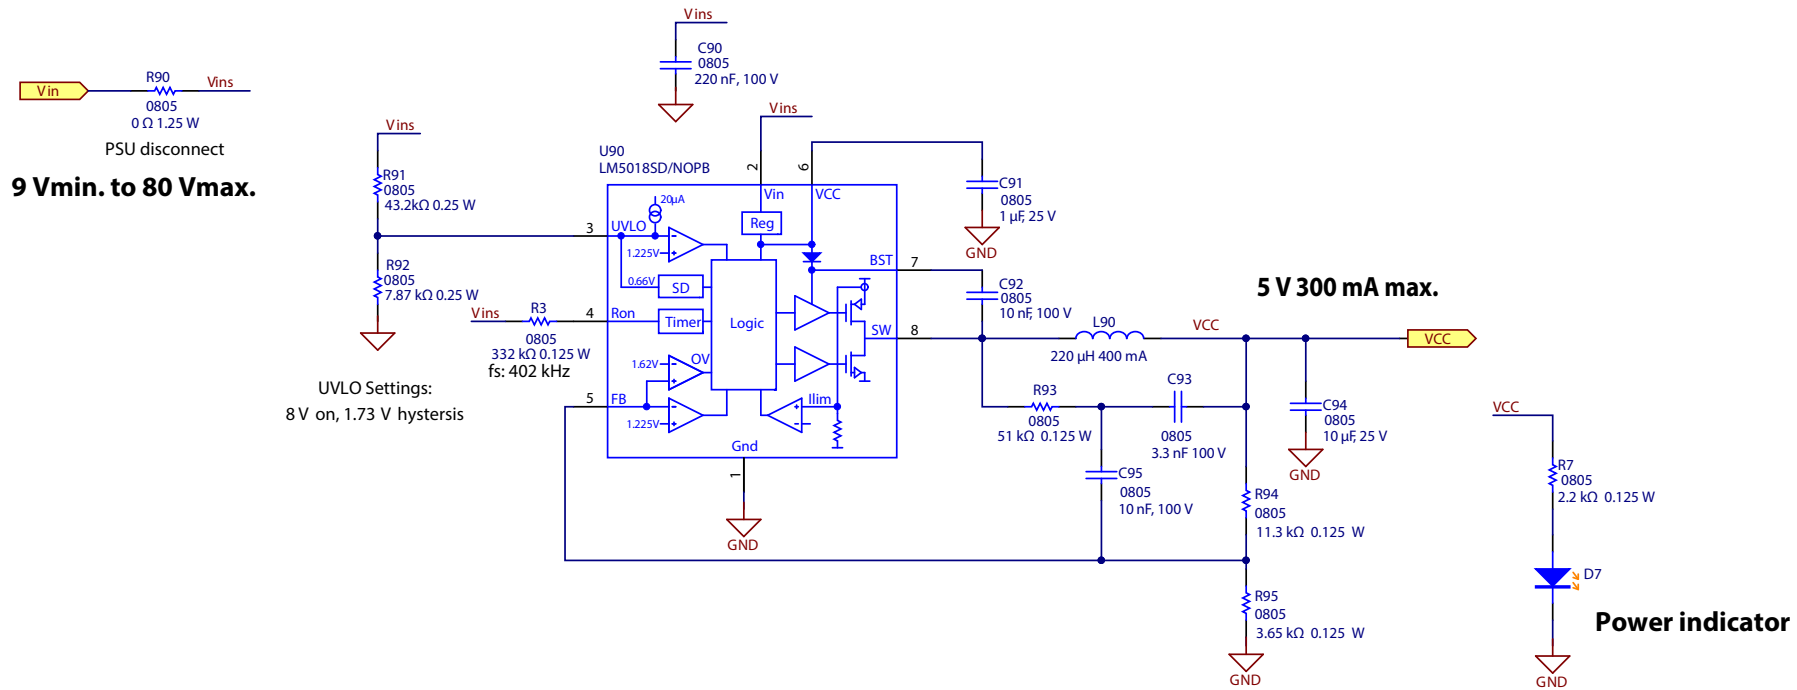 Vin
R90
Vins
0805
0 Ω 1.25 W
PSU disconnect
9 Vmin. to 80 Vmax.
Vins
C90
0805
220 nF, 100 V
Vins
R91
0805
43.2kΩ 0.25 W
R92
0805
7.87 kΩ 0.25 W
UVLO Settings:
8 V on, 1.73 V hystersis
Vins
R3
0805
332 kΩ 0.125 W
fs: 402 kHz
Vins
U90
LM5018SD/NOPB
2
6
Vin
VCC
3
UVLO
20µA
Reg
1.225V
0.66V
SD
4
Ron
Timer
Logic
1.62V
OV
5
FB
1.225V
Ilim
Gnd
1
GND
BST
7
SW
8
C91
0805
1 µF, 25 V
GND
C92
0805
10 nF, 100 V
5 V 300 mA max.
L90
220 µH 400 mA
VCC
VCC
R93
0805
51 kΩ 0.125 W
C93
0805
3.3 nF 100 V
C94
0805
10 µF, 25 V
GND
C95
0805
10 nF, 100 V
R94
0805
11.3 kΩ 0.125 W
R95
0805
3.65 kΩ 0.125 W
GND
VCC
R7
0805
2.2 kΩ 0.125 W
D7
Power indicator
GND